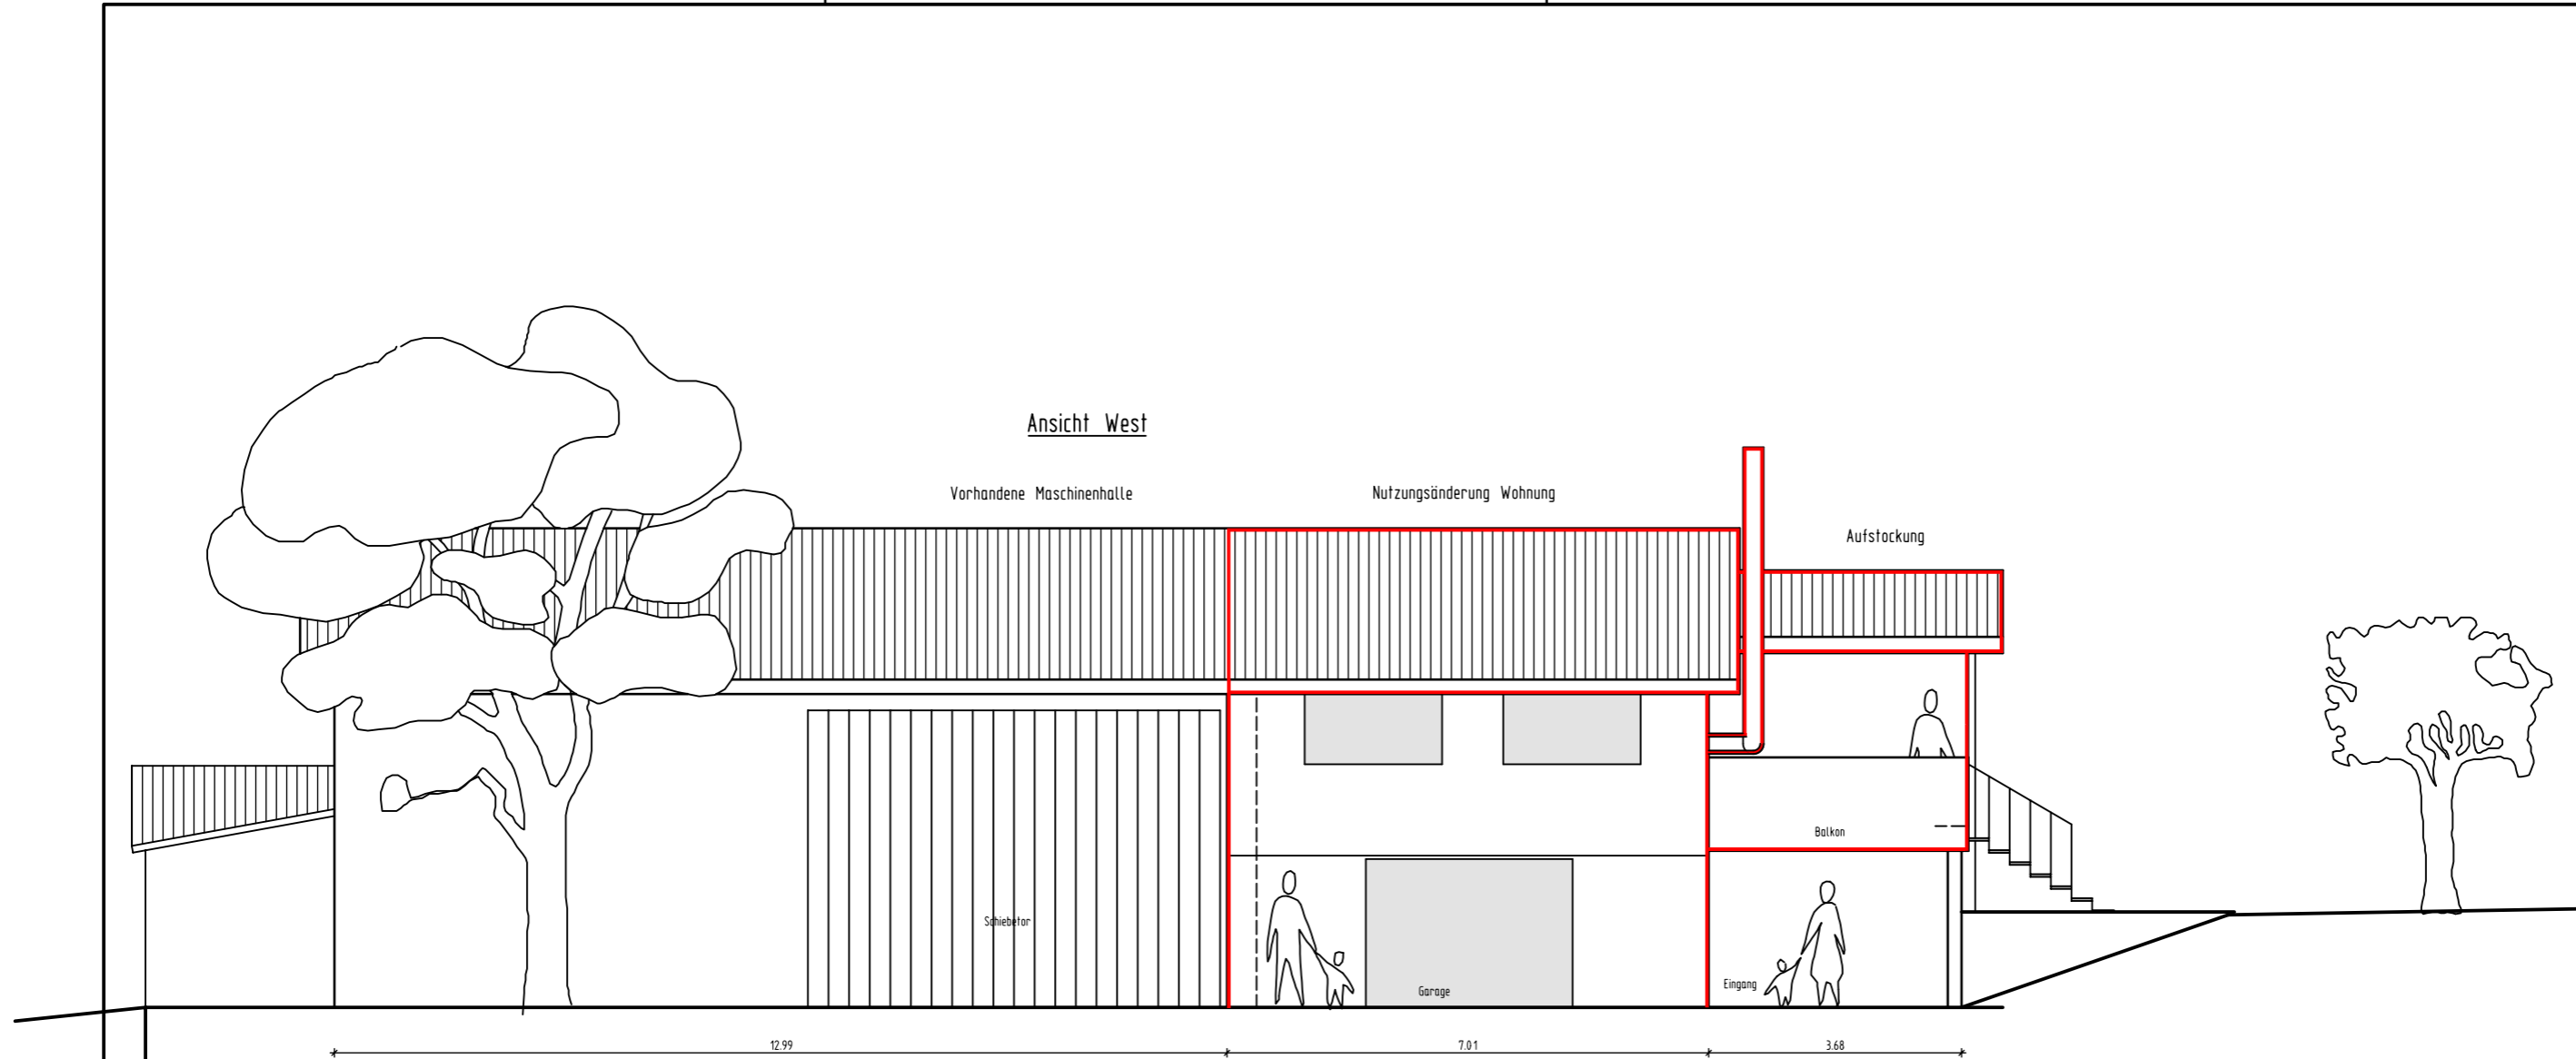 Ansicht West
Vorhandene Maschinenhalle
Nutzungsänderung Wohnung
Aufstockung
Balkon
Schiebetor
Eingang
Garage
12.99
7.01
3.68